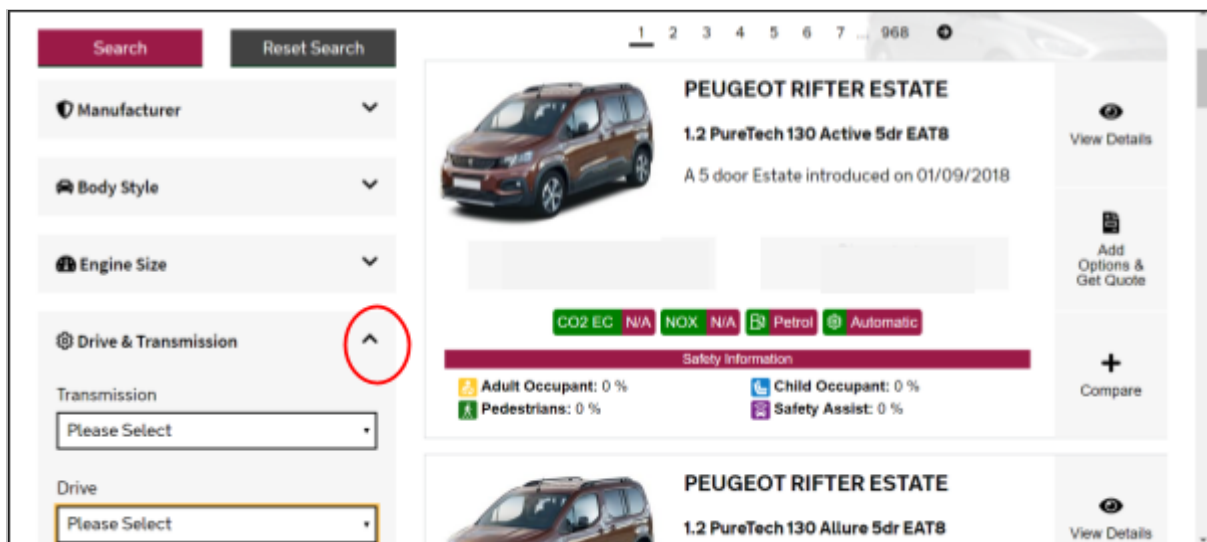 Search
Reset Search
Manufacturer
Body Style
Engine Size
Drive & Transmission
Transmission
Please Select
Drive
Please Select
1 2 3 4 5 6 7 ... 968
PEUGEOT RIFTER ESTATE
1.2 PureTech 130 Active 5dr EAT8
A 5 door Estate introduced on 01/09/2018
CO2 EC N/A NOX N/A Petrol Automatic
Safety Information
Adult Occupant: 0 % Child Occupant: 0 %
Pedestrians: 0 % Safety Assist: 0 %
View Details
Add
Options &
Get Quote
Compare
PEUGEOT RIFTER ESTATE
1.2 PureTech 130 Allure 5dr EAT8
View Details